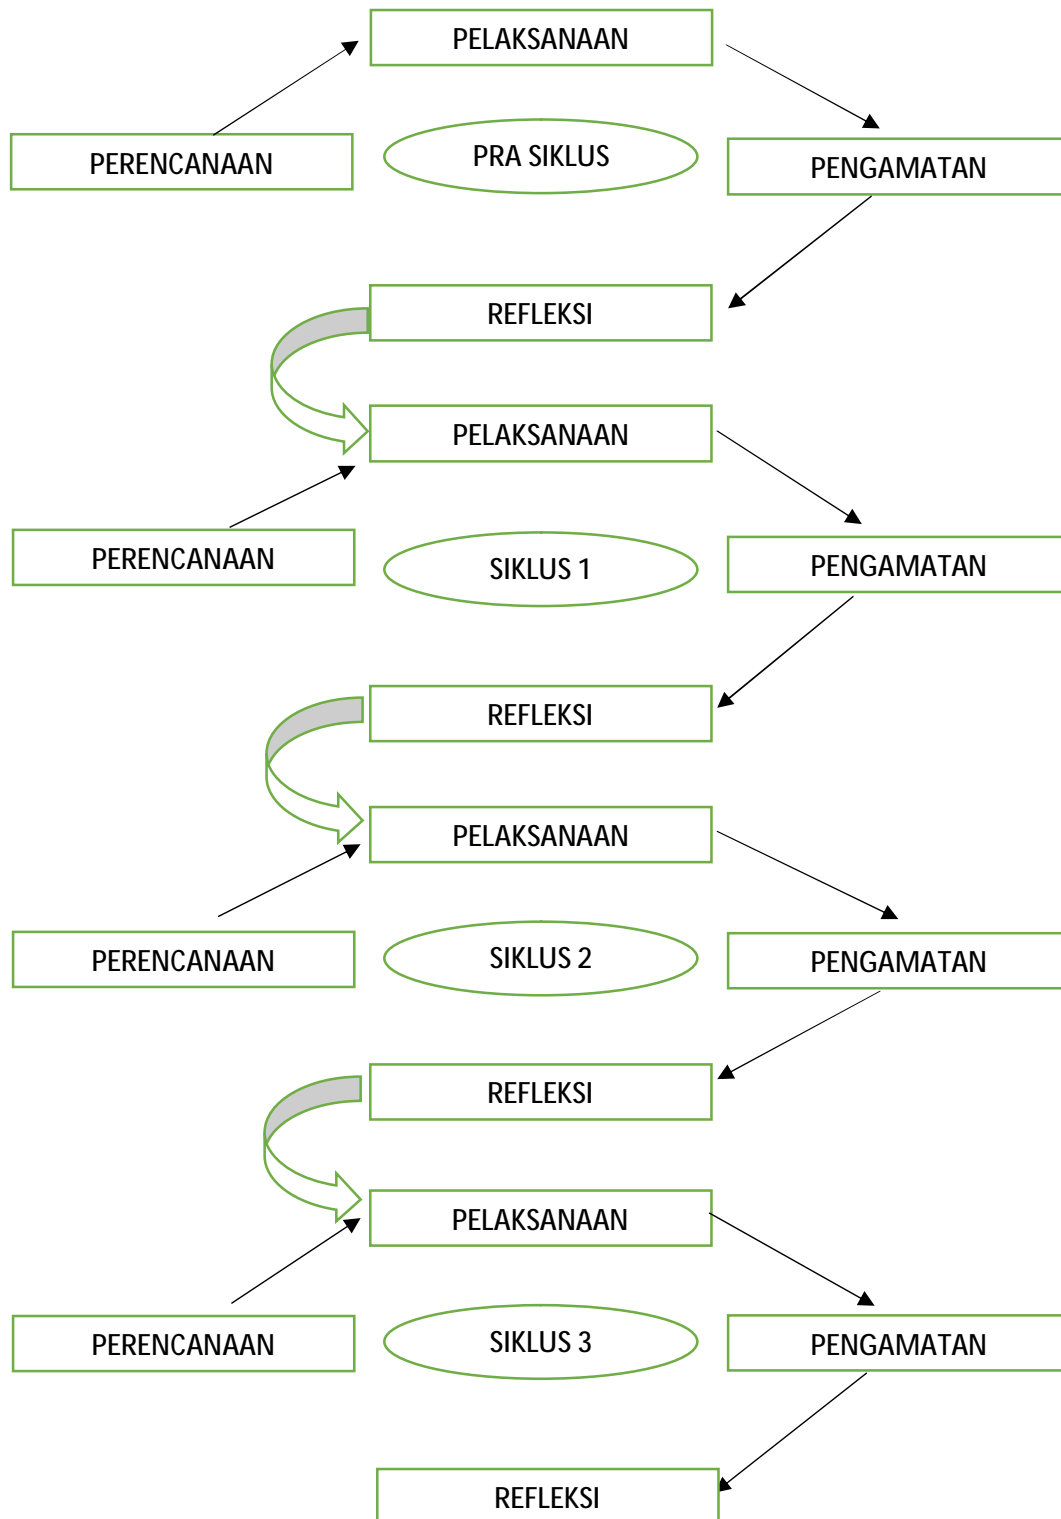 PELAKSANAAN
PERENCANAAN
PRA SIKLUS
PENGAMATAN
REFLEKSI
PELAKSANAAN
PERENCANAAN
SIKLUS 1
PENGAMATAN
REFLEKSI
PELAKSANAAN
PERENCANAAN
SIKLUS 2
PENGAMATAN
REFLEKSI
PELAKSANAAN
PERENCANAAN
SIKLUS 3
PENGAMATAN
REFLEKSI